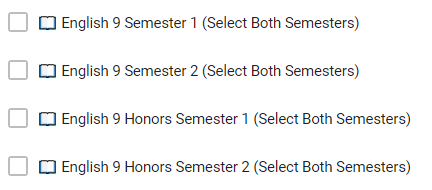 English 9 Semester 1 (Select Both Semesters)
English 9 Semester 2 (Select Both Semesters)
English 9 Honors Semester 1 (Select Both Semesters)
English 9 Honors Semester 2 (Select Both Semesters)